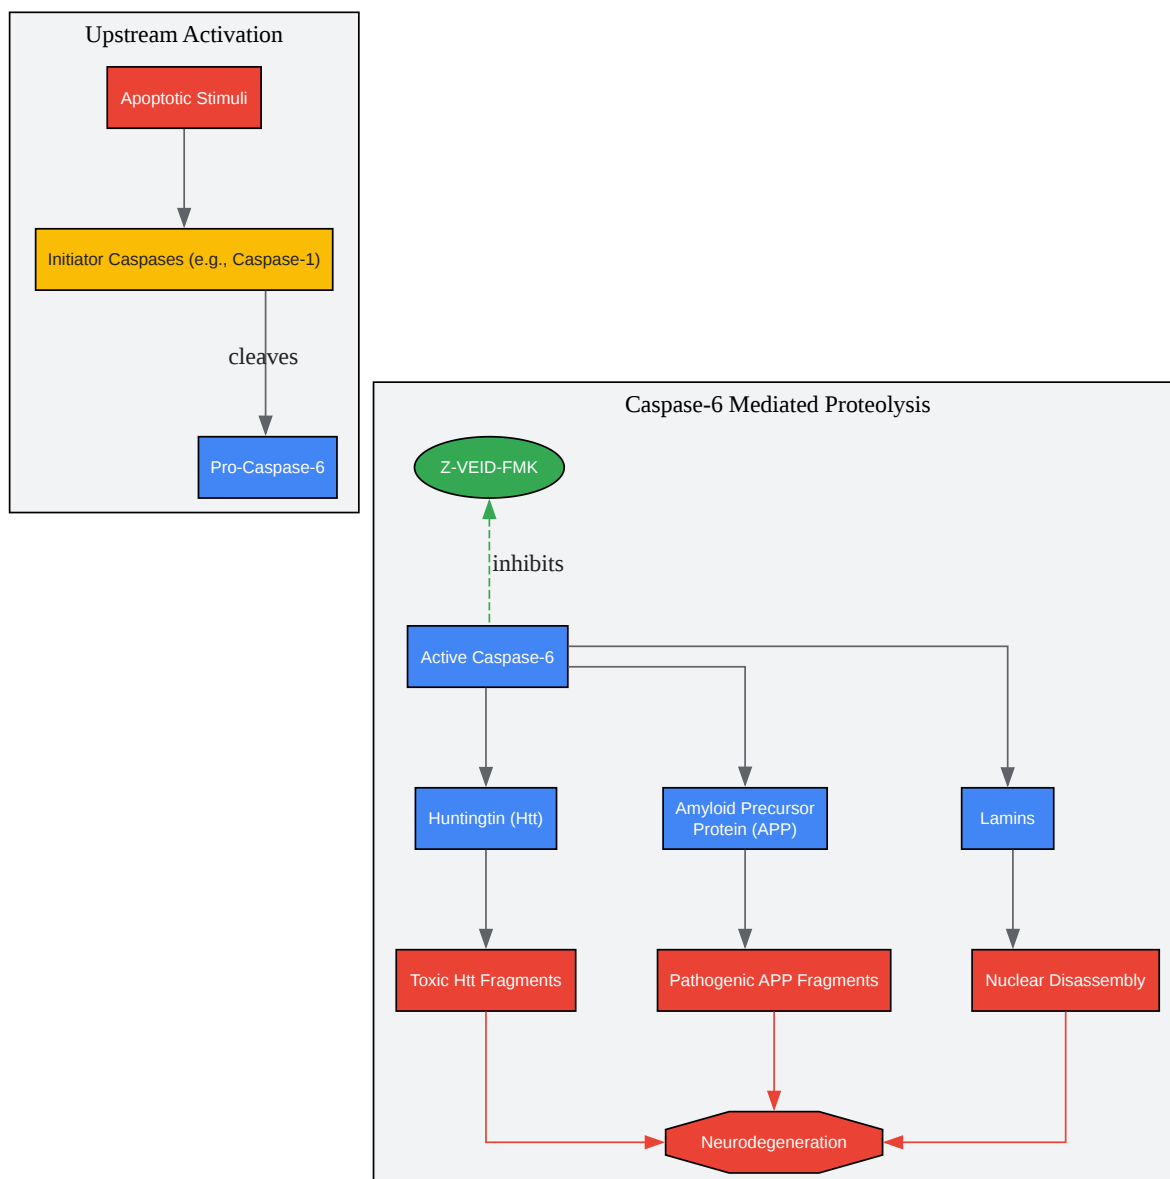 Upstream Activation
Apoptotic Stimuli
Initiator Caspases (e.g., Caspase-1)
cleaves
Pro-Caspase-6
Caspase-6 Mediated Proteolysis
Z-VEID-FMK
inhibits
Active Caspase-6
Huntingtin (Htt)
Amyloid Precursor
Protein (APP)
Lamins
Toxic Htt Fragments
Pathogenic APP Fragments
Nuclear Disassembly
Neurodegeneration